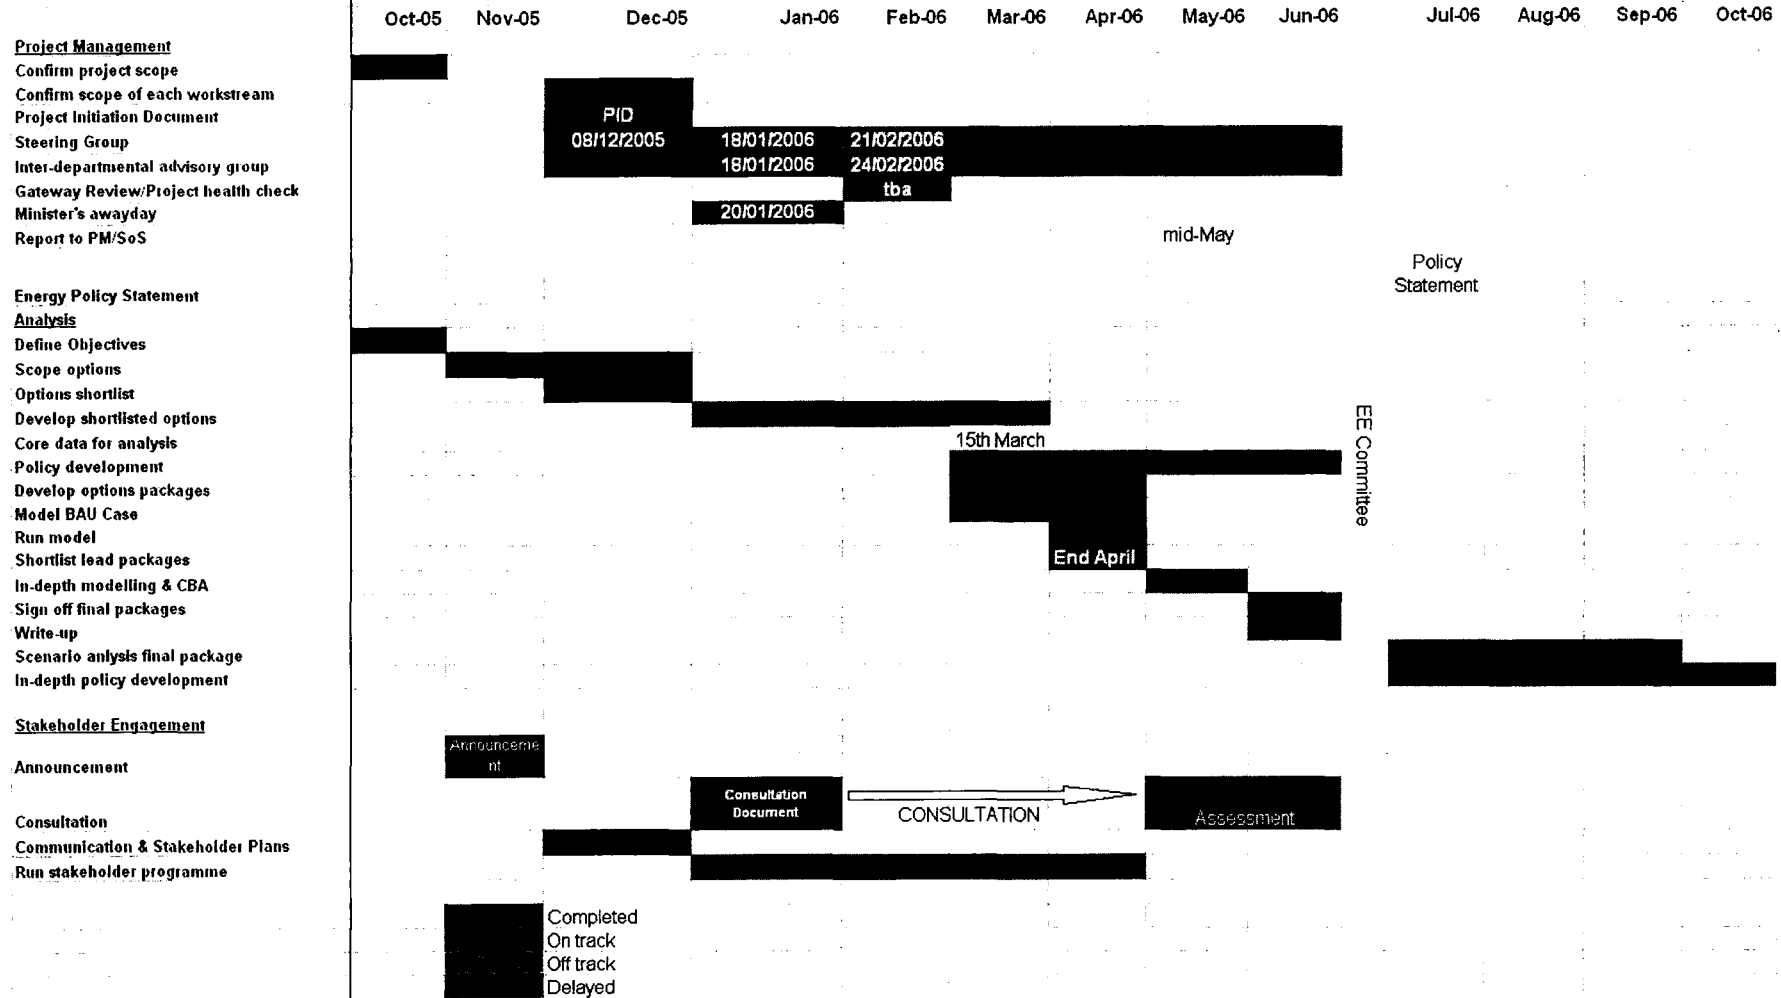 Oct-05 Nov-05 Dec-05 Jan-06 Feb-06 Mar-06 Apr-06 May-06 Jun-06 Jul-06 Aug-06 Sep-06 Oct-06
Project Management
Confirm project scope
Confirm scope of each workstream
Project Initiation Document PID
Steering Group 08/12/2005 18/01/2006 21/02/2006
Inter-departmental advisory group 18/01/2006 24/02/2006
Gateway Review/Project health check tba
Minister's awayday 20/01/2006
Report to PM/SoS mid-May
Policy
Statement
Energy Policy Statement
Analysis
Define Objectives
Scope options
Options shortlist
Develop shortlisted options
EE Committee
Core data for analysis 15th March
Policy development
Develop options packages
Model BAU Case
Run model
Shortlist lead packages End April
In-depth modelling & CBA
Sign off final packages
Write-up
Scenario anlysis final package
In-depth policy development
Stakeholder Engagement
Announceme
nt
Announcement
Consultation
Document
CONSULTATION
Assessment
Consultation
Communication & Stakeholder Plans
Run stakeholder programme
Completed
On track
Off track
Delayed